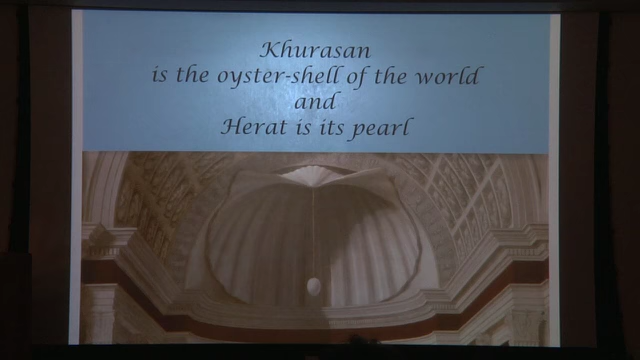 Khurasan
is the oyster-shell of the world
and
Herat is its pearl